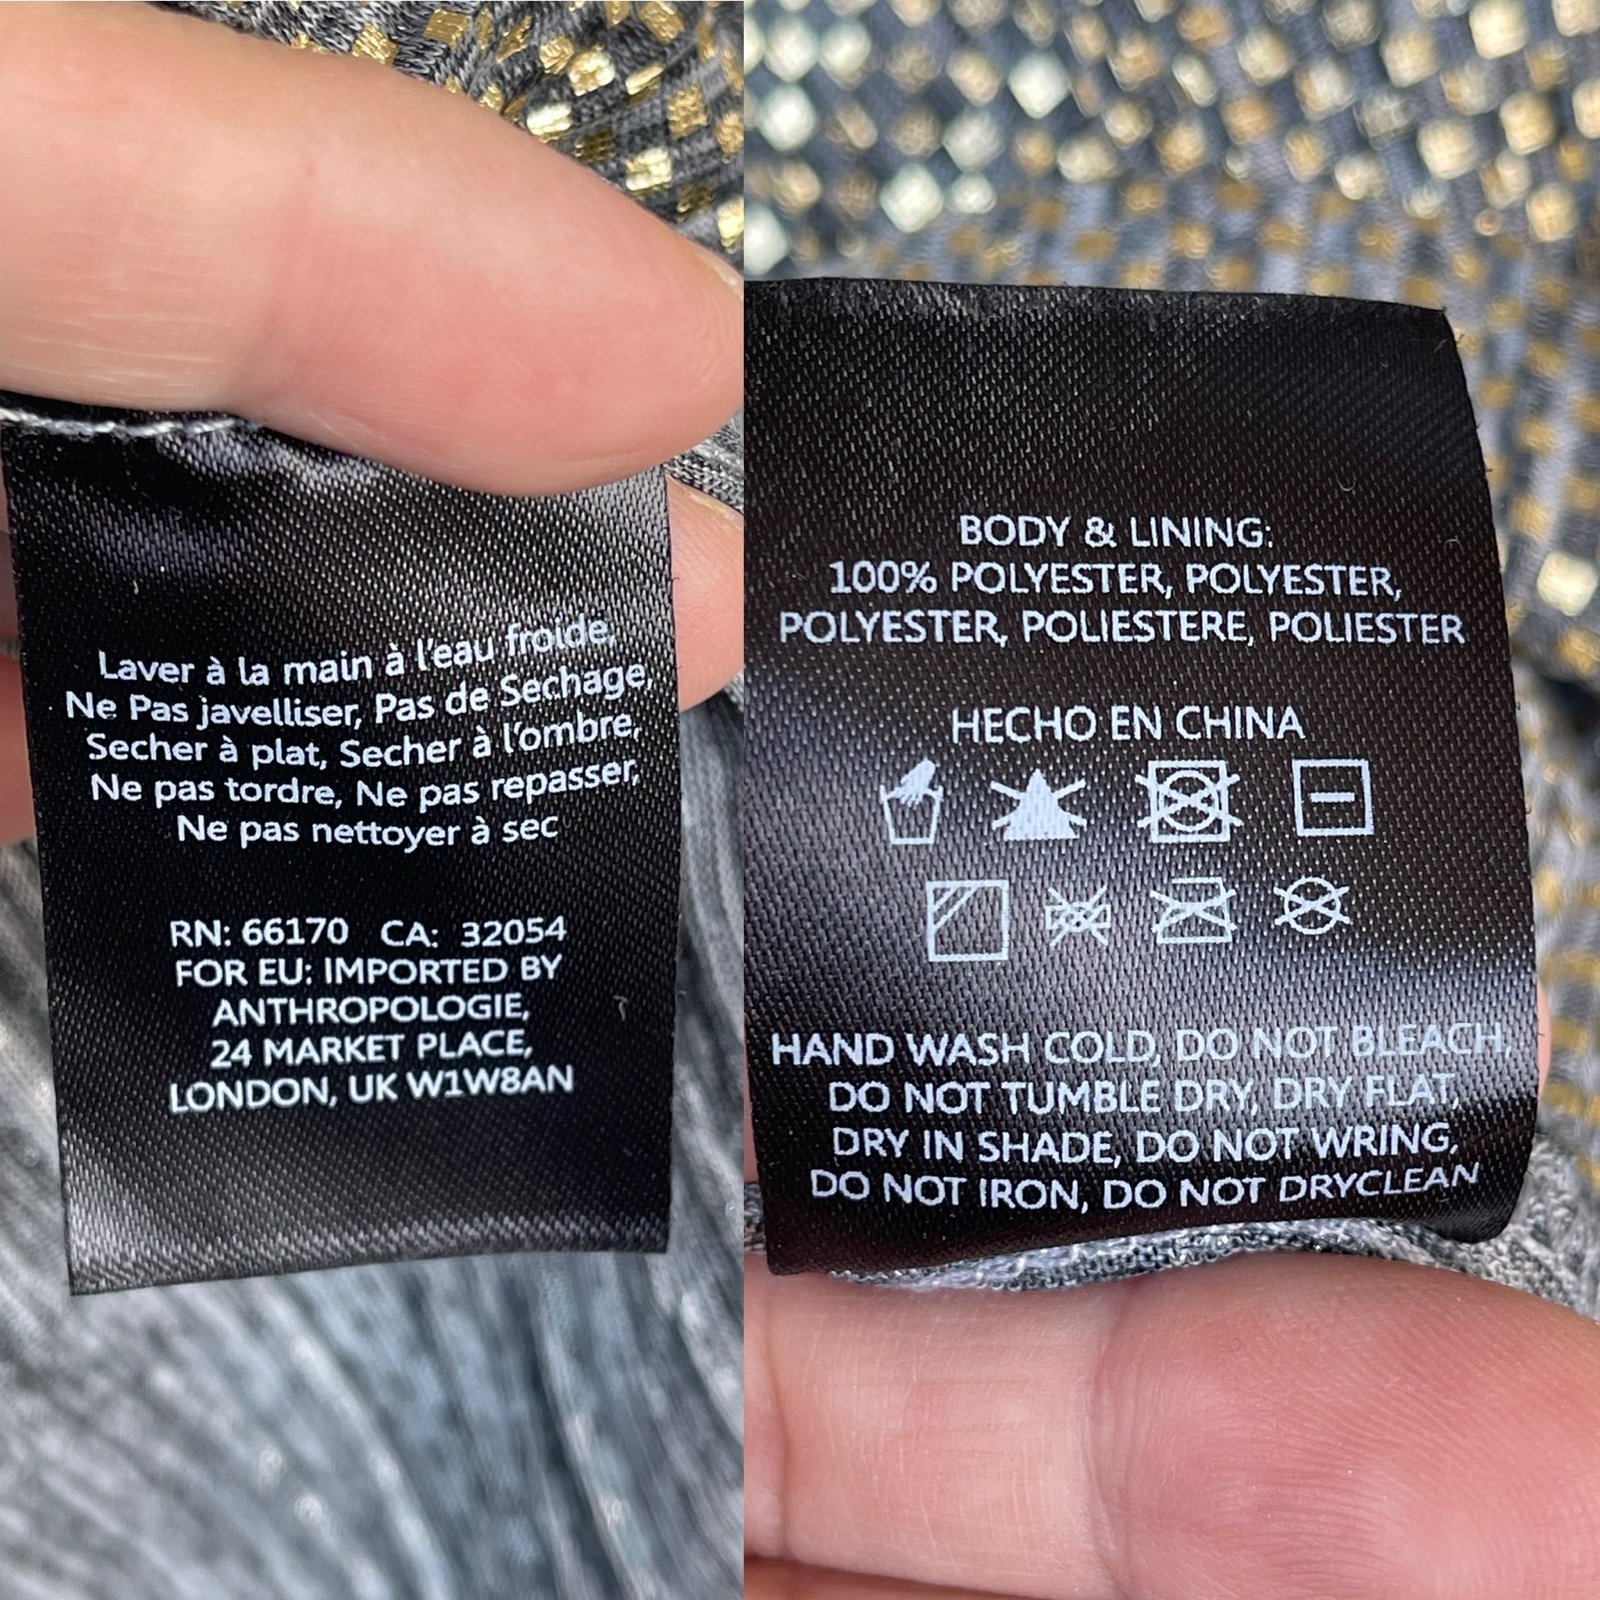 Laver à la main à l'eau froide,
Ne Pas javelliser, Pas de Sechage,
Secher à plat, Secher à l'ombre,
Ne pas tordre, Ne pas repasser,
Ne pas nettoyer à sec
RN: 66170 CA: 32054
FOR EU: IMPORTED BY
ANTHROPOLOGIE,
24 MARKET PLACE,
LONDON, UK W1W8AN
BODY & LINING:
100% POLYESTER, POLYESTER,
POLYESTER, POLIESTERE, POLIESTER
HECHO EN CHINA
HAND WASH COLD, DO NOT BLEACH,
DO NOT TUMBLE DRY, DRY FLAT,
DRY IN SHADE, DO NOT WRING,
DO NOT IRON, DO NOT DRYCLEAN